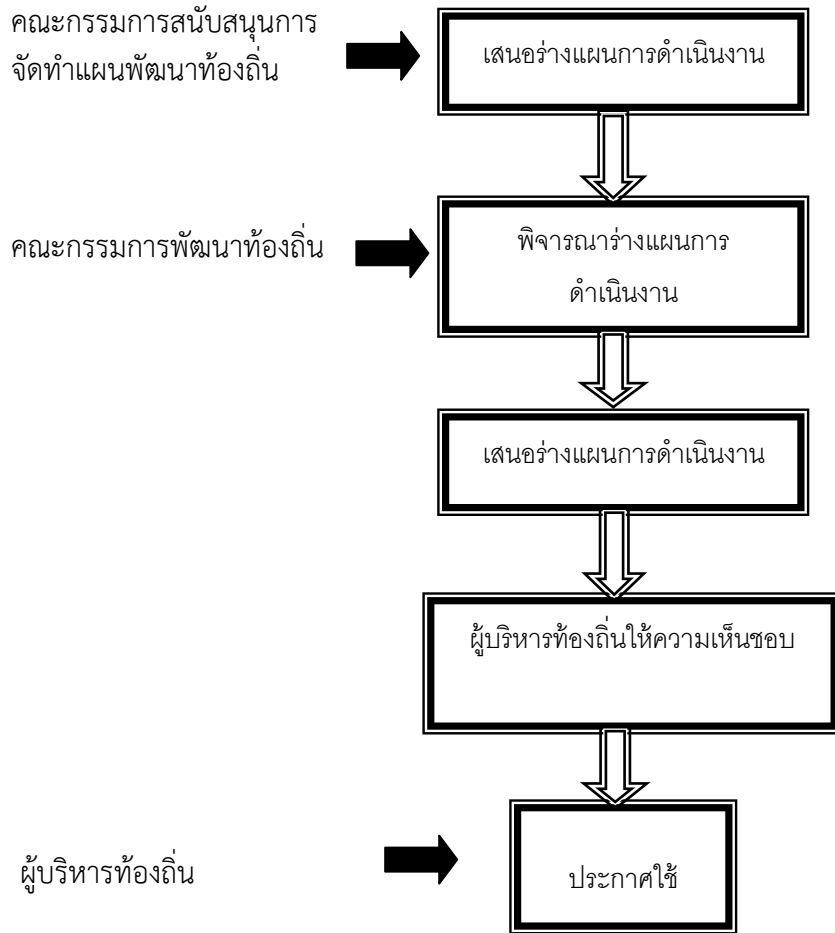 คณะกรรมการสนับสนุนการ
จัดทำแผนพัฒนาท้องถิ่น
เสนอร่างแผนการดำเนินงาน
คณะกรรมการพัฒนาท้องถิ่น
พิจารณาร่างแผนการ
ดำเนินงาน
เสนอร่างแผนการดำเนินงาน
ผู้บริหารท้องถิ่นให้ความเห็นชอบ
ผู้บริหารท้องถิ่น
ประกาศใช้